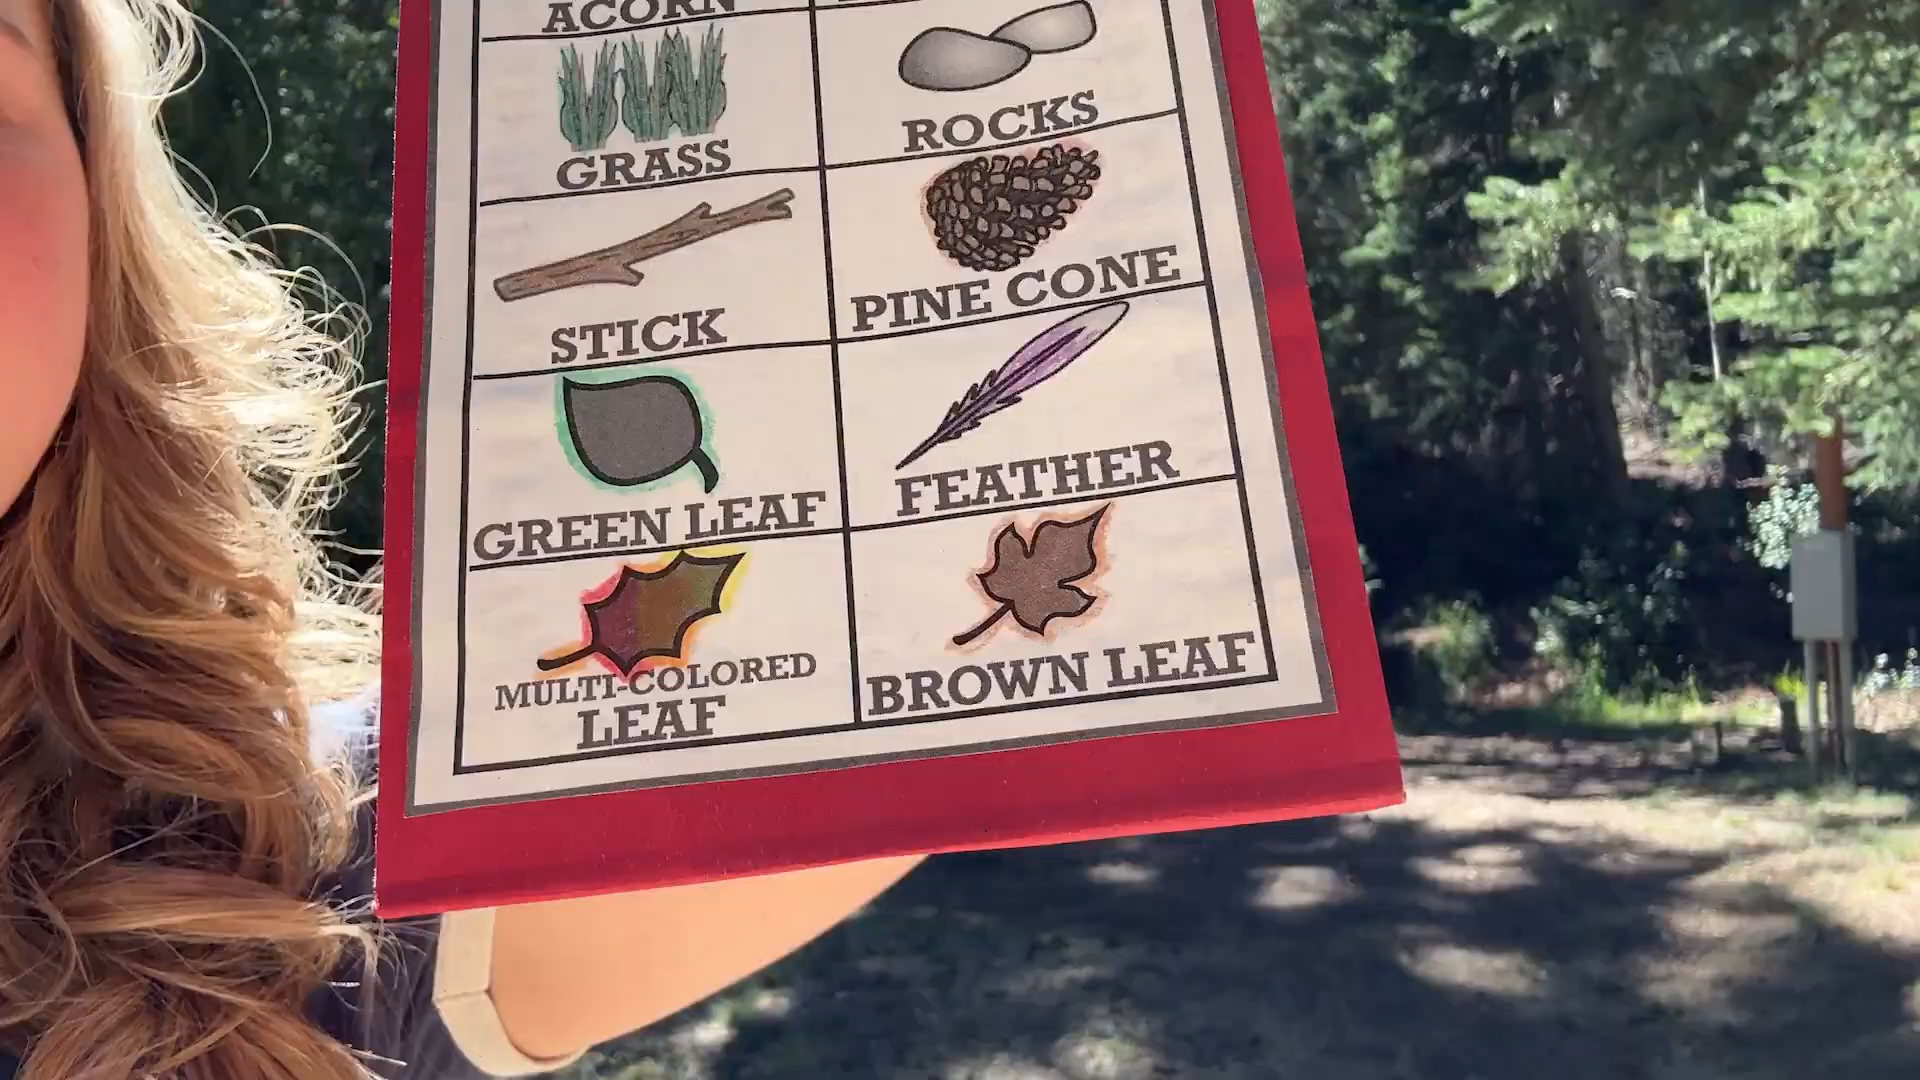 ACORN
GRASS
ROCKS
STICK
PINE CONE
GREEN LEAF
FEATHER
MULTI-COLORED
LEAF
BROWN LEAF